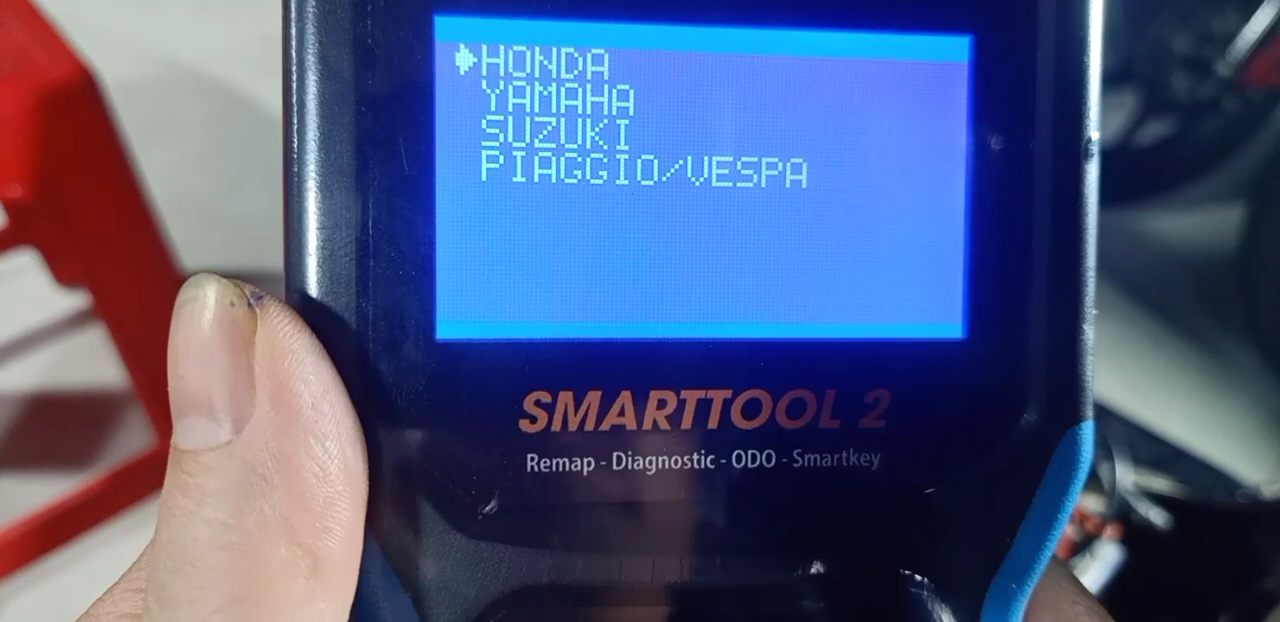 HONDA
YAMAHA
SUZUKI
PIAGGIO/VESPA
SMARTTOOL 2
Remap - Diagnostic - ODO - Smartkey